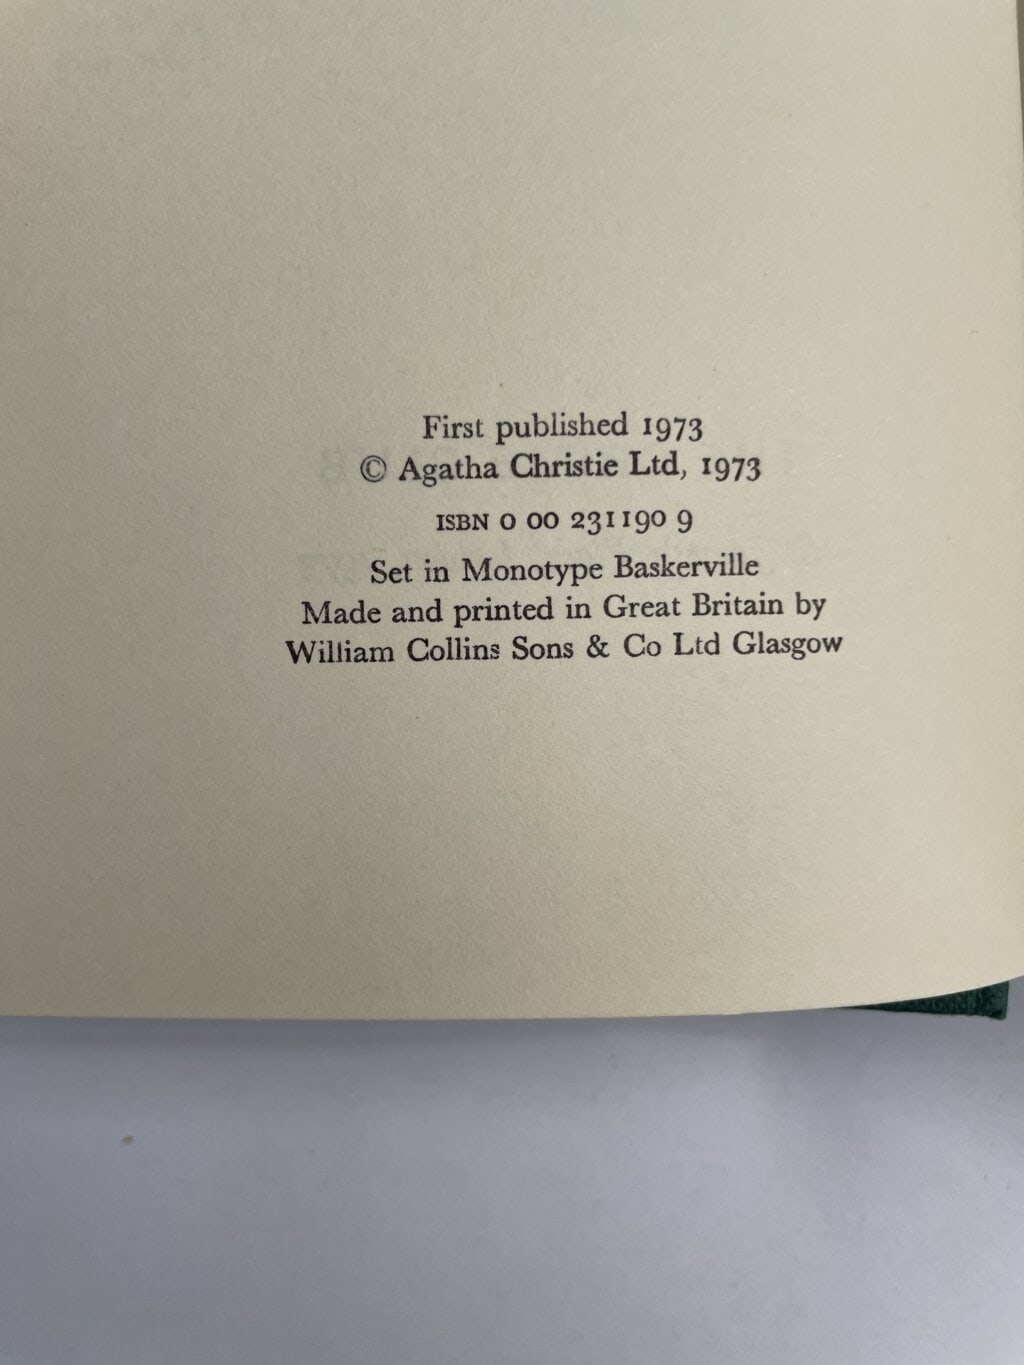 First published 1973
© Agatha Christie Ltd, 1973
ISBN 0 00 231190 9
Set in Monotype Baskerville
Made and printed in Great Britain by
William Collins Sons & Co Ltd Glasgow